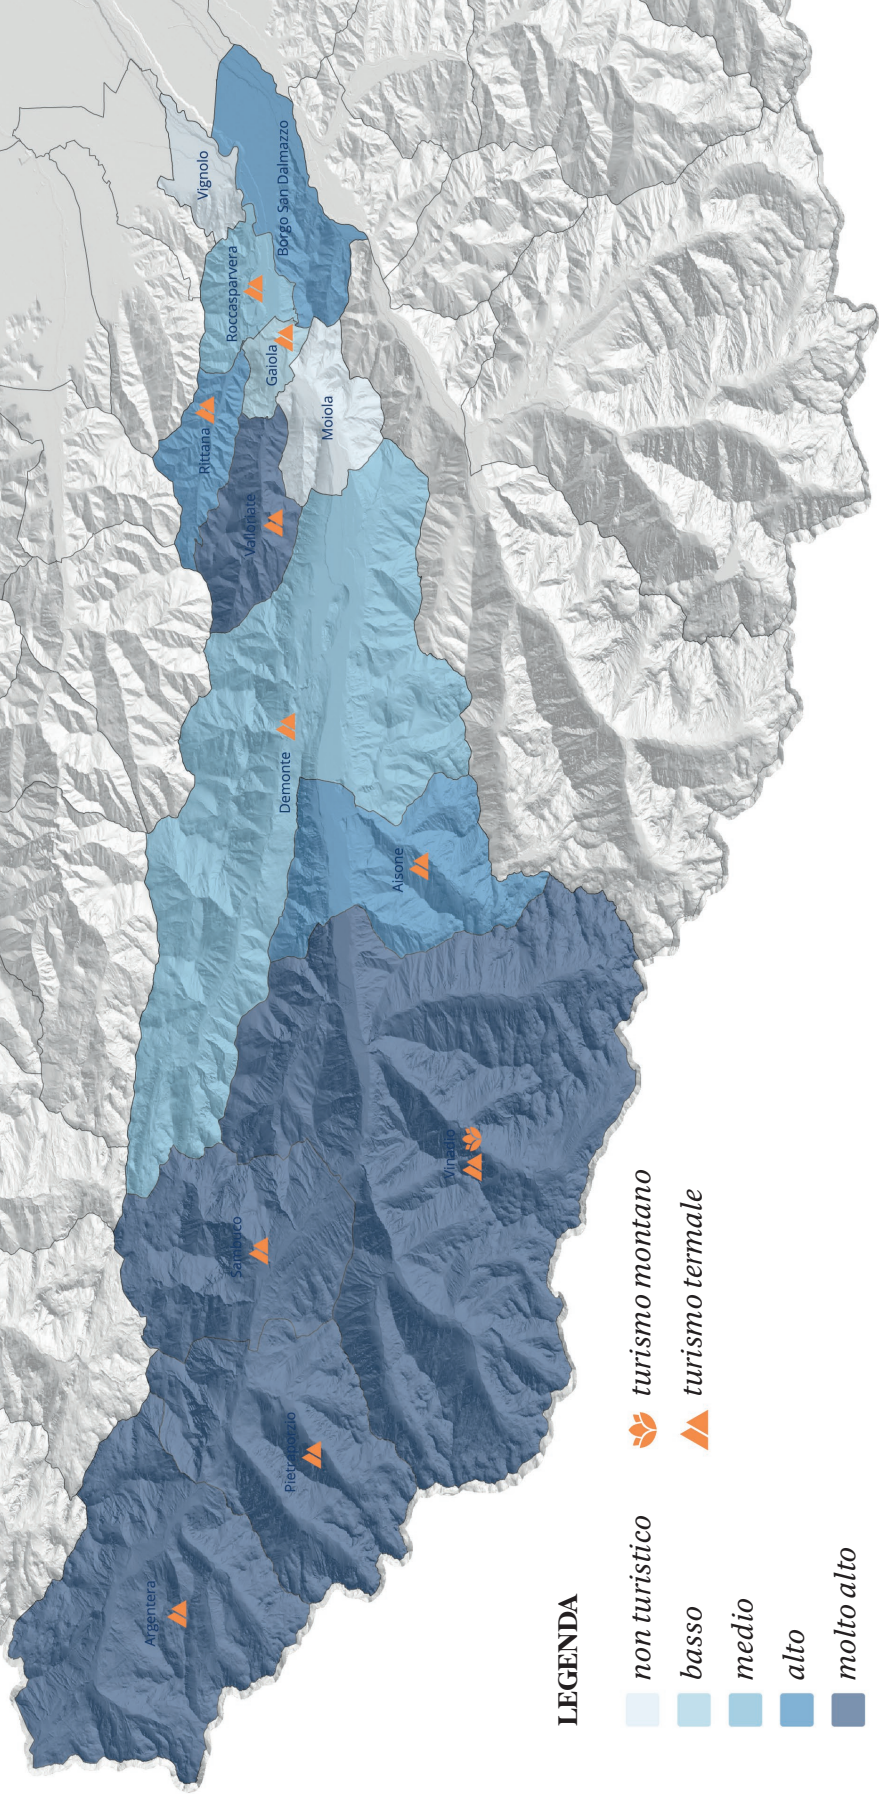 Vignolo
Borgo San Dalmazzo
Roccasparvera
Gaiola
Rittana
Moiola
Valloriate
Demonte
Aisone
Vinadio
Sambuco
Pietraporzio
Argentera
LEGENDA
non turistico
basso
medio
alto
molto alto
turismo montano
turismo termale